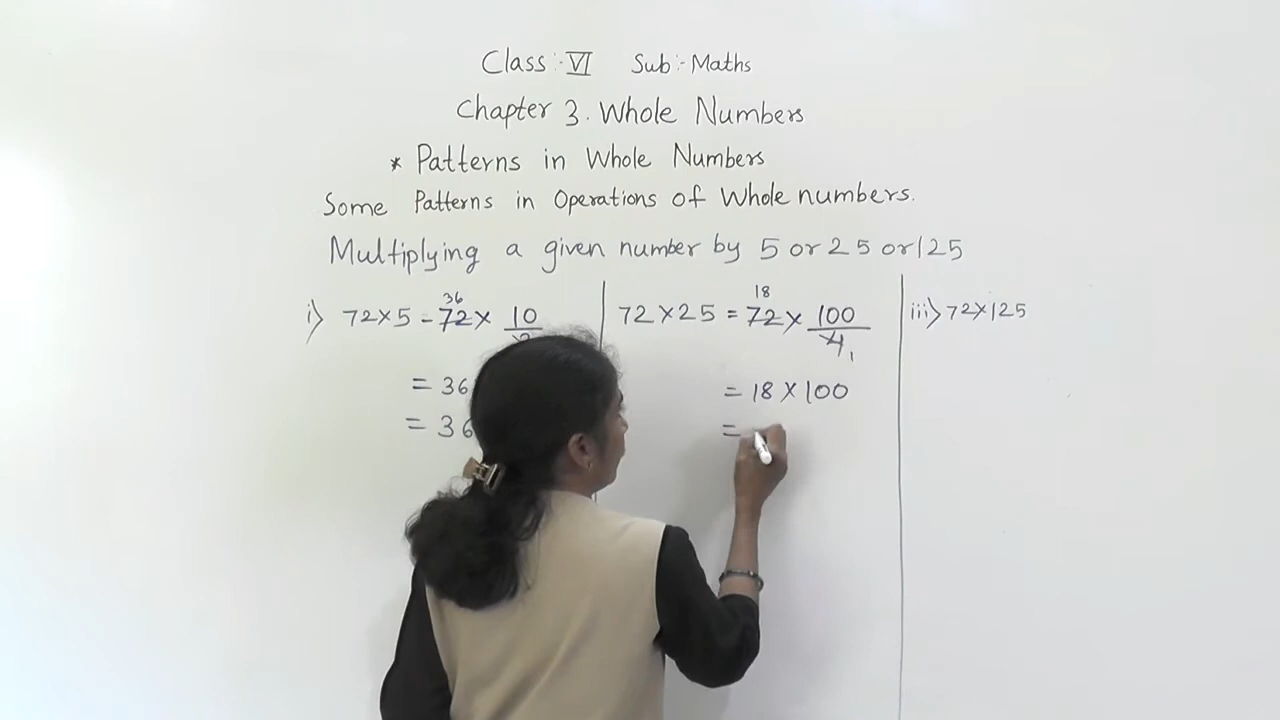 Class :- VI Sub :- Maths
Chapter 3. Whole Numbers
* Patterns in Whole Numbers
Some Patterns in Operations of Whole numbers.
Multiplying a given number by 5 or 25 or 125
i) 72 × 5 - 72 × 10
36
= 36
= 36
72 × 25 = 72 × 100/4
18
1
= 18 × 100
=
iii) 72 × 125